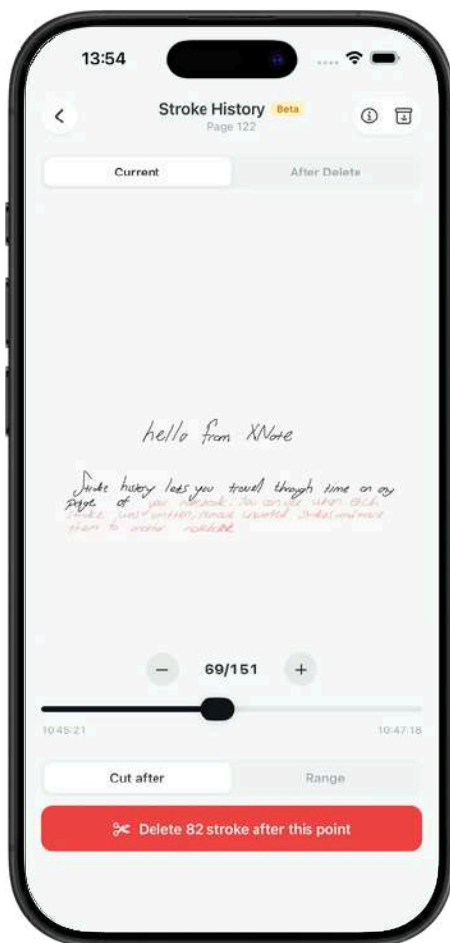 13:54
Stroke History Beta
Page 122
Current After Delete
hello from XNote
Stroke history lets you travel through time on any
page of your notebook. You can see when each
stroke was written, remove unwanted strokes and move
them to another notebook
69/151
10:45:21 10:47:18
Cut after Range
Delete 82 stroke after this point